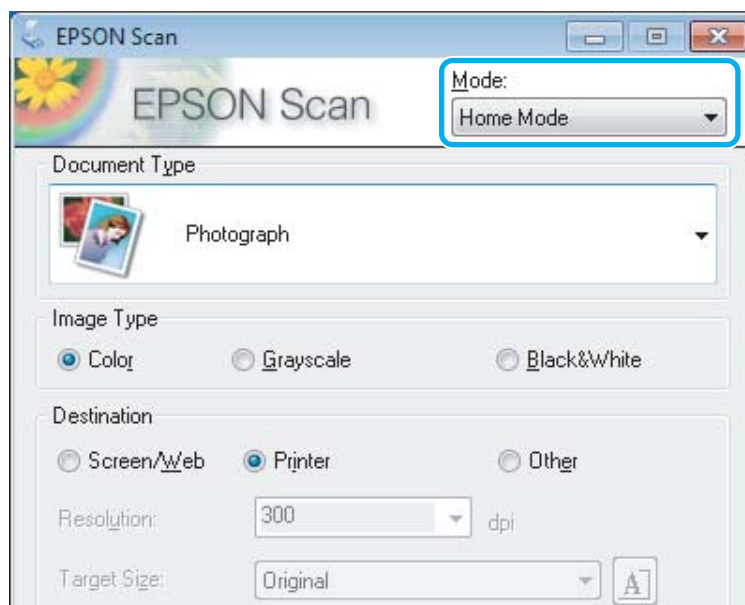 EPSON Scan
EPSON Scan
Mode:
Home Mode
Document Type
Photograph
Image Type
Color Grayscale Black&White
Destination
Screen/Web Printer Other
Resolution: 300 dpi
Target Size: Original A